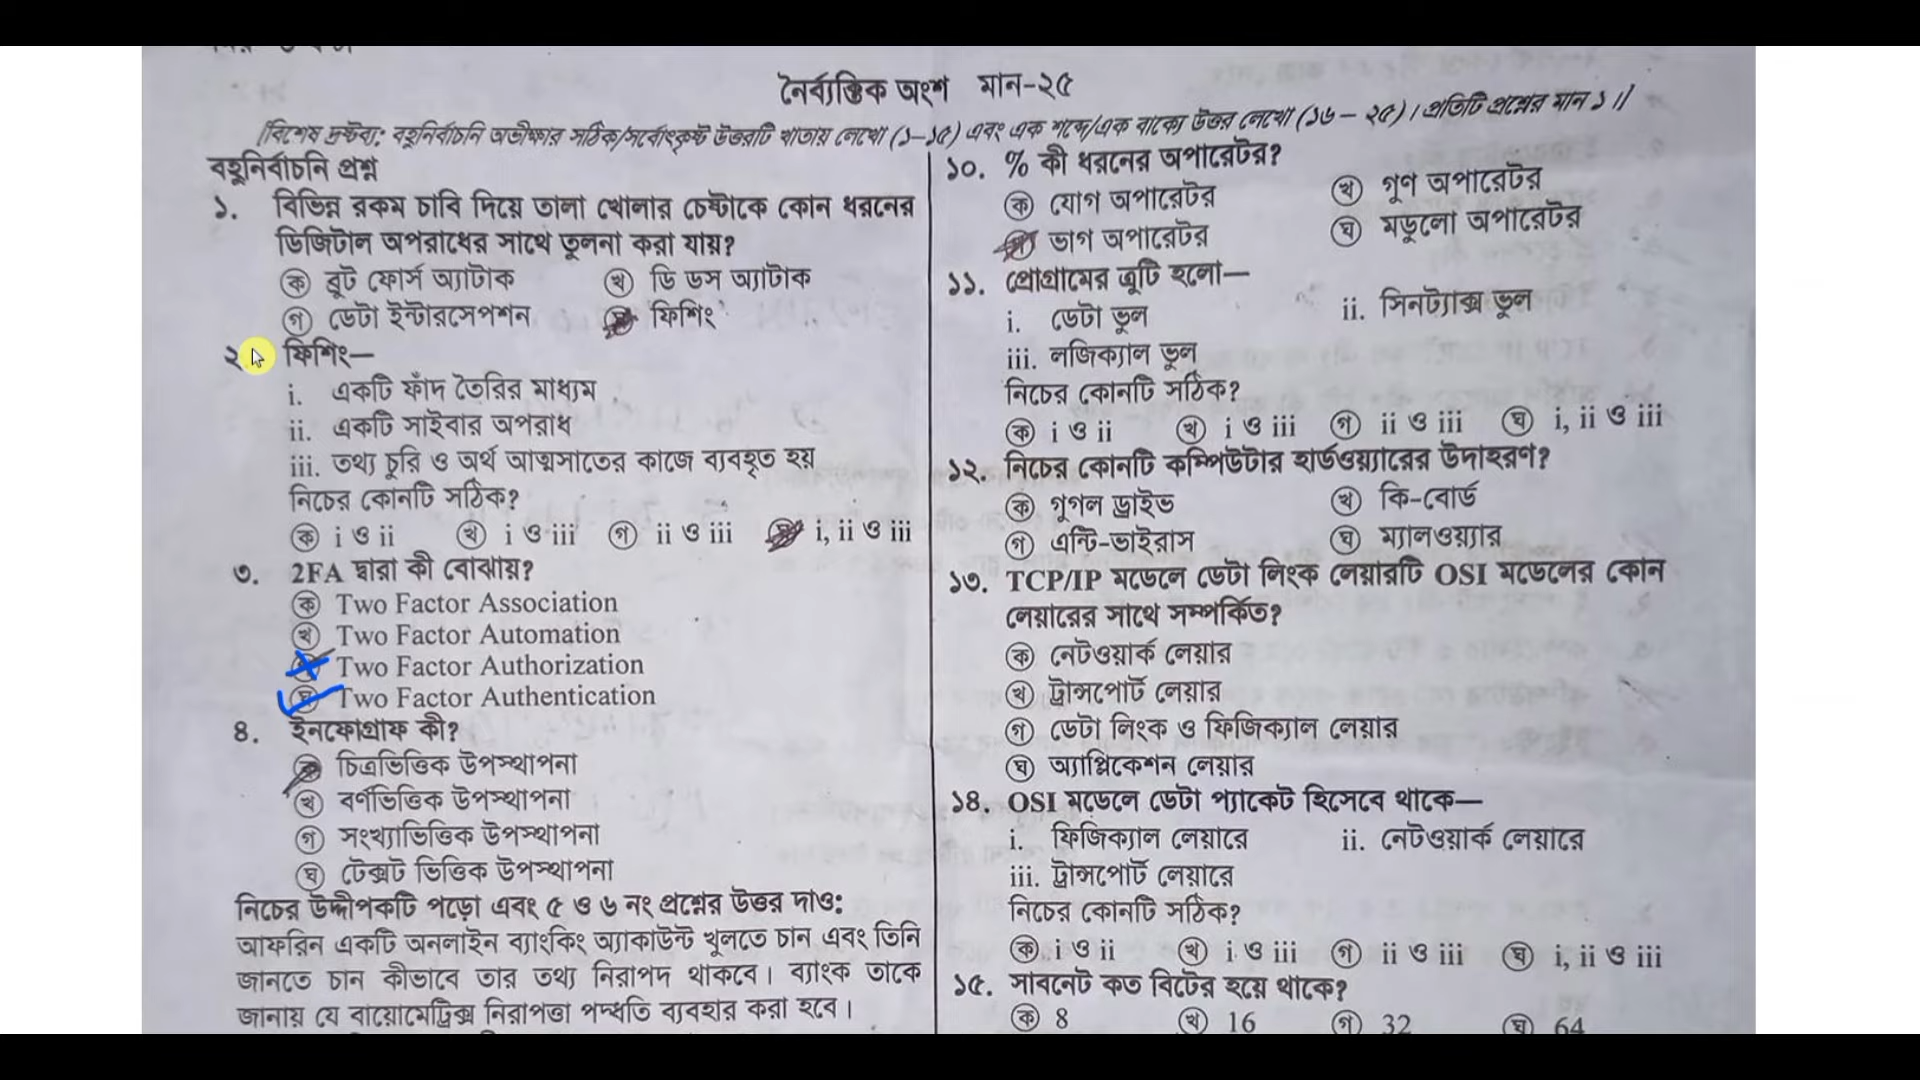 নৈর্ব্যক্তিক অংশ মান-২৫
[বিশেষ দ্রষ্টব্য: বহুনির্বাচনি অভীক্ষার সঠিক/সর্বোৎকৃষ্ট উত্তরটি খাতায় লেখো (১–১৫) এবং এক শব্দে/এক বাক্যে উত্তর লেখো (১৬ – ২৫)। প্রতিটি প্রশ্নের মান ১।]
বহুনির্বাচনি প্রশ্ন
১. বিভিন্ন রকম চাবি দিয়ে তালা খোলার চেষ্টাকে কোন ধরনের
ডিজিটাল অপরাধের সাথে তুলনা করা যায়?
ক ব্রুট ফোর্স অ্যাটাক খ ডি ডস অ্যাটাক
গ ডেটা ইন্টারসেপশন ঘ ফিশিং
২. ফিশিং—
i. একটি ফাঁদ তৈরির মাধ্যম
ii. একটি সাইবার অপরাধ
iii. তথ্য চুরি ও অর্থ আত্মসাতের কাজে ব্যবহৃত হয়
নিচের কোনটি সঠিক?
ক i ও ii খ i ও iii গ ii ও iii ঘ i, ii ও iii
৩. 2FA দ্বারা কী বোঝায়?
ক Two Factor Association
খ Two Factor Automation
গ Two Factor Authorization
ঘ Two Factor Authentication
৪. ইনফোগ্রাফ কী?
ক চিত্রভিত্তিক উপস্থাপনা
খ বর্ণভিত্তিক উপস্থাপনা
গ সংখ্যাভিত্তিক উপস্থাপনা
ঘ টেক্সট ভিত্তিক উপস্থাপনা
নিচের উদ্দীপকটি পড়ো এবং ৫ ও ৬ নং প্রশ্নের উত্তর দাও:
আফরিন একটি অনলাইন ব্যাংকিং অ্যাকাউন্ট খুলতে চান এবং তিনি
জানতে চান কীভাবে তার তথ্য নিরাপদ থাকবে। ব্যাংক তাকে
জানায় যে বায়োমেট্রিক্স নিরাপত্তা পদ্ধতি ব্যবহার করা হবে।
১০. % কী ধরনের অপারেটর?
ক যোগ অপারেটর খ গুণ অপারেটর
গ ভাগ অপারেটর ঘ মডুলো অপারেটর
১১. প্রোগ্রামের ত্রুটি হলো—
i. ডেটা ভুল ii. সিনট্যাক্স ভুল
iii. লজিক্যাল ভুল
নিচের কোনটি সঠিক?
ক i ও ii খ i ও iii গ ii ও iii ঘ i, ii ও iii
১২. নিচের কোনটি কম্পিউটার হার্ডওয়্যারের উদাহরণ?
ক গুগল ড্রাইভ খ কি-বোর্ড
গ এন্টি-ভাইরাস ঘ ম্যালওয়্যার
১৩. TCP/IP মডেলে ডেটা লিংক লেয়ারটি OSI মডেলের কোন
লেয়ারের সাথে সম্পর্কিত?
ক নেটওয়ার্ক লেয়ার
খ ট্রান্সপোর্ট লেয়ার
গ ডেটা লিংক ও ফিজিক্যাল লেয়ার
ঘ অ্যাপ্লিকেশন লেয়ার
১৪. OSI মডেলে ডেটা প্যাকেট হিসেবে থাকে—
i. ফিজিক্যাল লেয়ারে ii. নেটওয়ার্ক লেয়ারে
iii. ট্রান্সপোর্ট লেয়ারে
নিচের কোনটি সঠিক?
ক i ও ii খ i ও iii গ ii ও iii ঘ i, ii ও iii
১৫. সাবনেট কত বিটের হয়ে থাকে?
ক 8 খ 16 গ 32 ঘ 64